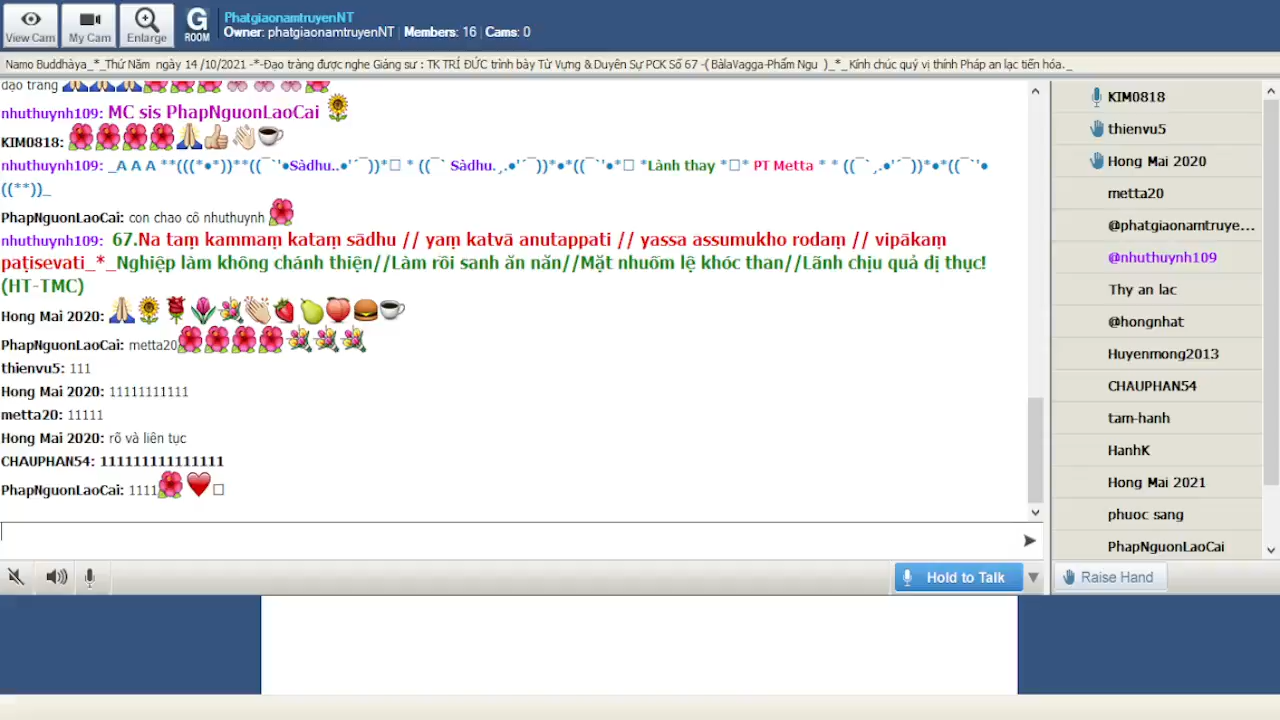 View Cam
My Cam
Enlarge
G
ROOM
PhatgiaonamtruyenNT
Owner: phatgiaonamtruyenNT | Members: 16 | Cams: 0
Namo Buddhàya_*_Thứ Năm ngày 14 /10/2021 -*-Đạo tràng được nghe Giảng sư : TK TRÍ ĐỨC trình bày Từ Vựng & Duyên Sự PCK Số 67 -( BàlaVagga-Phẩm Ngu )_*_ Kính chúc quý vị thính Pháp an lạc tiến hóa._
đạo tràng
nhuthuynh109: MC sis PhapNguonLaoCai
KIM0818:
nhuthuynh109: _A A A **(((*●*))**((¯`'●Sàdhu..●'´¯))*□ * ((¯` Sàdhu.¸.●'´¯))*●*((¯`'●*□ *Lành thay *□* PT Metta * * ((¯`¸.●'´¯))*●*((¯`'●
((**))_
PhapNguonLaoCai: con chao cô nhuthuynh
nhuthuynh109: 67.Na taṃ kammaṃ kataṃ sādhu // yaṃ katvā anutappati // yassa assumukho rodaṃ // vipākaṃ
paṭisevati_*_Nghiệp làm không chánh thiện//Làm rồi sanh ăn năn//Mặt nhuốm lệ khóc than//Lãnh chịu quả dị thục!
(HT-TMC)
Hong Mai 2020:
PhapNguonLaoCai: metta20
thienvu5: 111
Hong Mai 2020: 11111111111
metta20: 11111
Hong Mai 2020: rõ và liên tục
CHAUPHAN54: 111111111111111
PhapNguonLaoCai: 1111
Hold to Talk
KIM0818
thienvu5
Hong Mai 2020
metta20
@phatgiaonamtruye...
@nhuthuynh109
Thy an lac
@hongnhat
Huyenmong2013
CHAUPHAN54
tam-hanh
HanhK
Hong Mai 2021
phuoc sang
PhapNguonLaoCai
Raise Hand